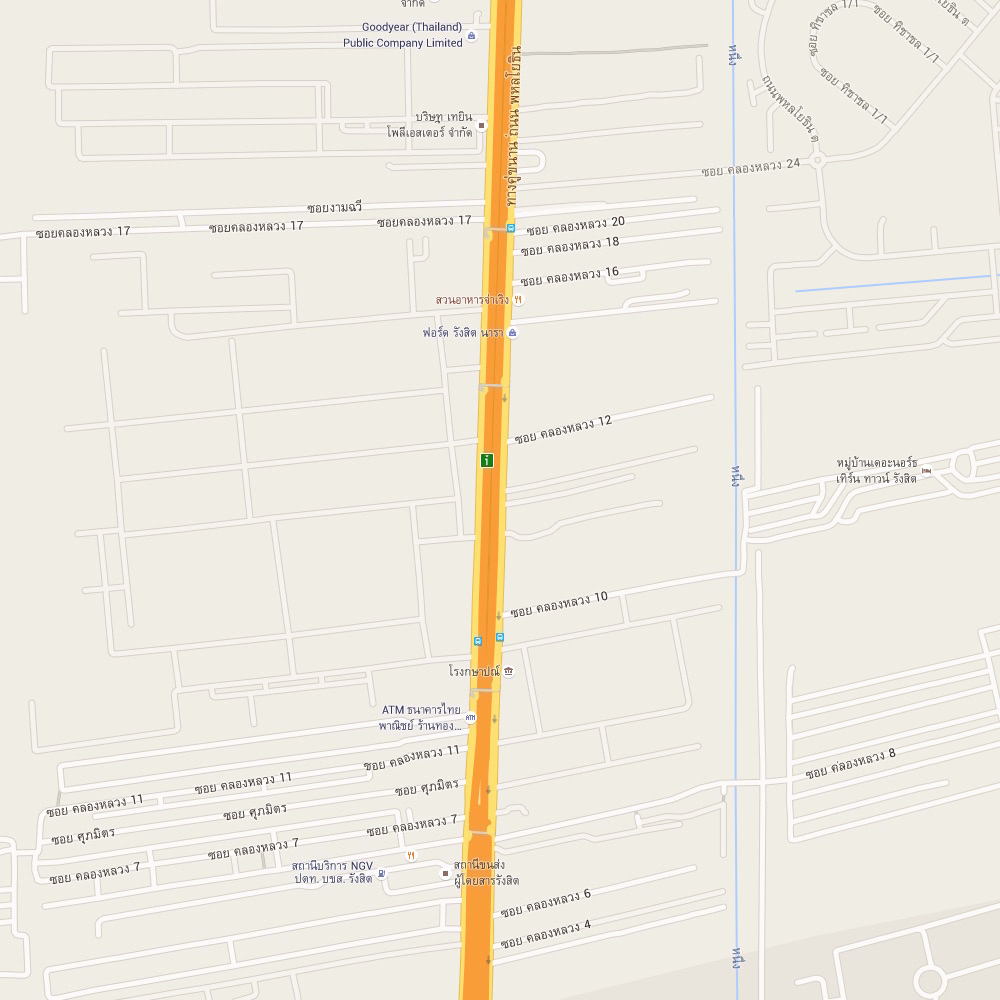 จำกัด
ซอย ทิชาชล 1/1
ซอย ทิชาชล 1/1
ซอย ทิชาชล 1/1
ถนนพหลโยธิน ต
Goodyear (Thailand)
Public Company Limited
ทางคู่ขนาน ถนน พหลโยธิน
หนึ่ง
บริษัท เทยิน
โพลีเอสเตอร์ จำกัด
ซอย คลองหลวง 24
ซอยงามฉวี
ซอยคลองหลวง 17
ซอยคลองหลวง 17
ซอยคลองหลวง 17
ซอย คลองหลวง 20
ซอย คลองหลวง 18
ซอย คลองหลวง 16
สวนอาหารจำเริง
ฟอร์ด รังสิต นารา
ซอย คลองหลวง 12
หมู่บ้านเดอะนอร์ธ
เทิร์น ทาวน์ รังสิต
หนึ่ง
ซอย คลองหลวง 10
โรงกษาปณ์
ATM ธนาคารไทย
พาณิชย์ ร้านทอง...
ซอย คลองหลวง 11
ซอย คลองหลวง 11
ซอย คลองหลวง 11
ซอย คลองหลวง 8
ซอย ศุภมิตร
ซอย ศุภมิตร
ซอย ศุภมิตร
ซอย คลองหลวง 7
ซอย คลองหลวง 7
ซอย คลองหลวง 7
สถานีบริการ NGV
ปตท. บขส. รังสิต
สถานีขนส่ง
ผู้โดยสารรังสิต
ซอย คลองหลวง 6
ซอย คลองหลวง 4
หนึ่ง